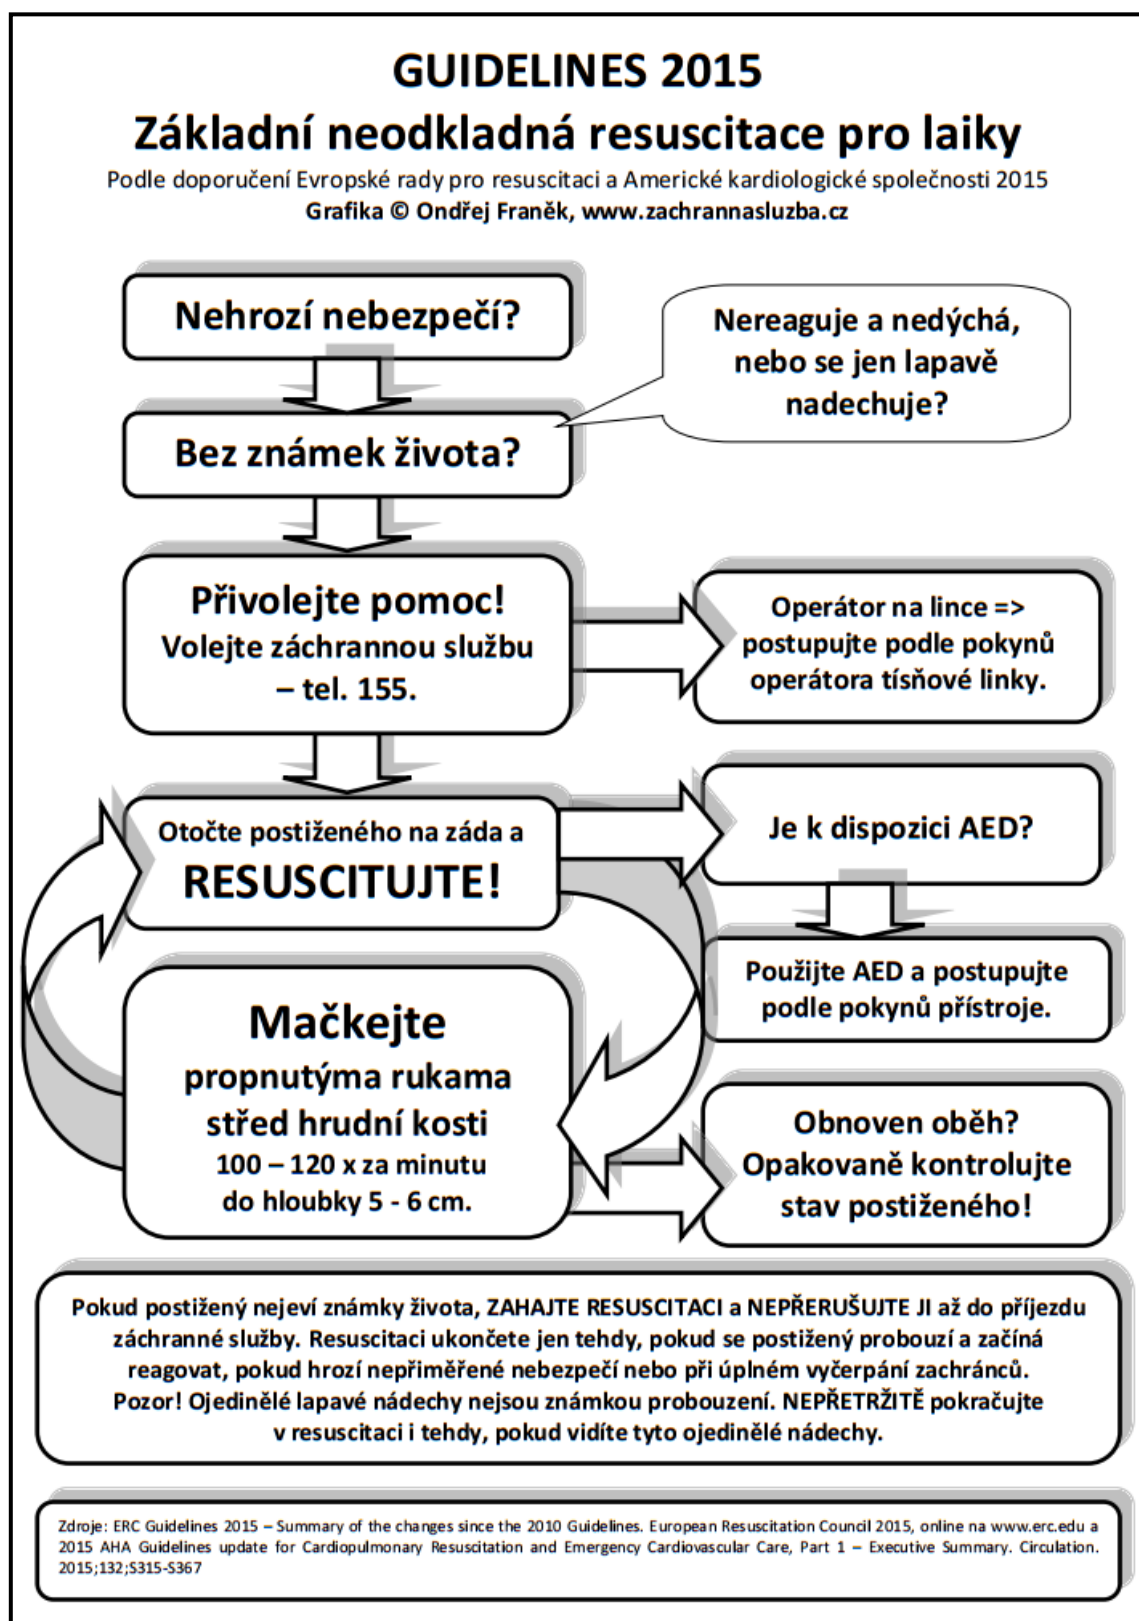 GUIDELINES 2015
Základní neodkladná resuscitace pro laiky
Podle doporučení Evropské rady pro resuscitaci a Americké kardiologické společnosti 2015
Grafika © Ondřej Franěk, www.zachrannasluzba.cz
Nehrozí nebezpečí?
Nereaguje a nedýchá,
nebo se jen lapavě
nadechuje?
Bez známek života?
Přivolejte pomoc!
Volejte záchrannou službu
– tel. 155.
Operátor na lince =>
postupujte podle pokynů
operátora tísňové linky.
Otočte postiženého na záda a
RESUSCITUJTE!
Je k dispozici AED?
Použijte AED a postupujte
podle pokynů přístroje.
Mačkejte
propnutýma rukama
střed hrudní kosti
100 – 120 x za minutu
do hloubky 5 - 6 cm.
Obnoven oběh?
Opakovaně kontrolujte
stav postiženého!
Pokud postižený nejeví známky života, ZAHAJTE RESUSCITACI a NEPŘERUŠUJTE JI až do příjezdu
záchranné služby. Resuscitaci ukončete jen tehdy, pokud se postižený probouzí a začíná
reagovat, pokud hrozí nepřiměřené nebezpečí nebo při úplném vyčerpání zachránců.
Pozor! Ojedinělé lapavé nádechy nejsou známkou probouzení. NEPŘETRŽITĚ pokračujte
v resuscitaci i tehdy, pokud vidíte tyto ojedinělé nádechy.
Zdroje: ERC Guidelines 2015 – Summary of the changes since the 2010 Guidelines. European Resuscitation Council 2015, online na www.erc.edu a
2015 AHA Guidelines update for Cardiopulmonary Resuscitation and Emergency Cardiovascular Care, Part 1 – Executive Summary. Circulation.
2015;132;S315-S367